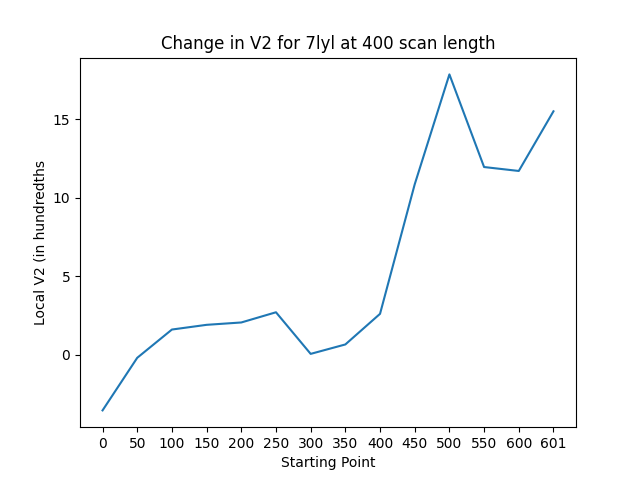 Change in V2 for 7lyl at 400 scan length
Local V2 (in hundredths
15
10
5
0
0 50 100 150 200 250 300 350 400 450 500 550 600 601
Starting Point